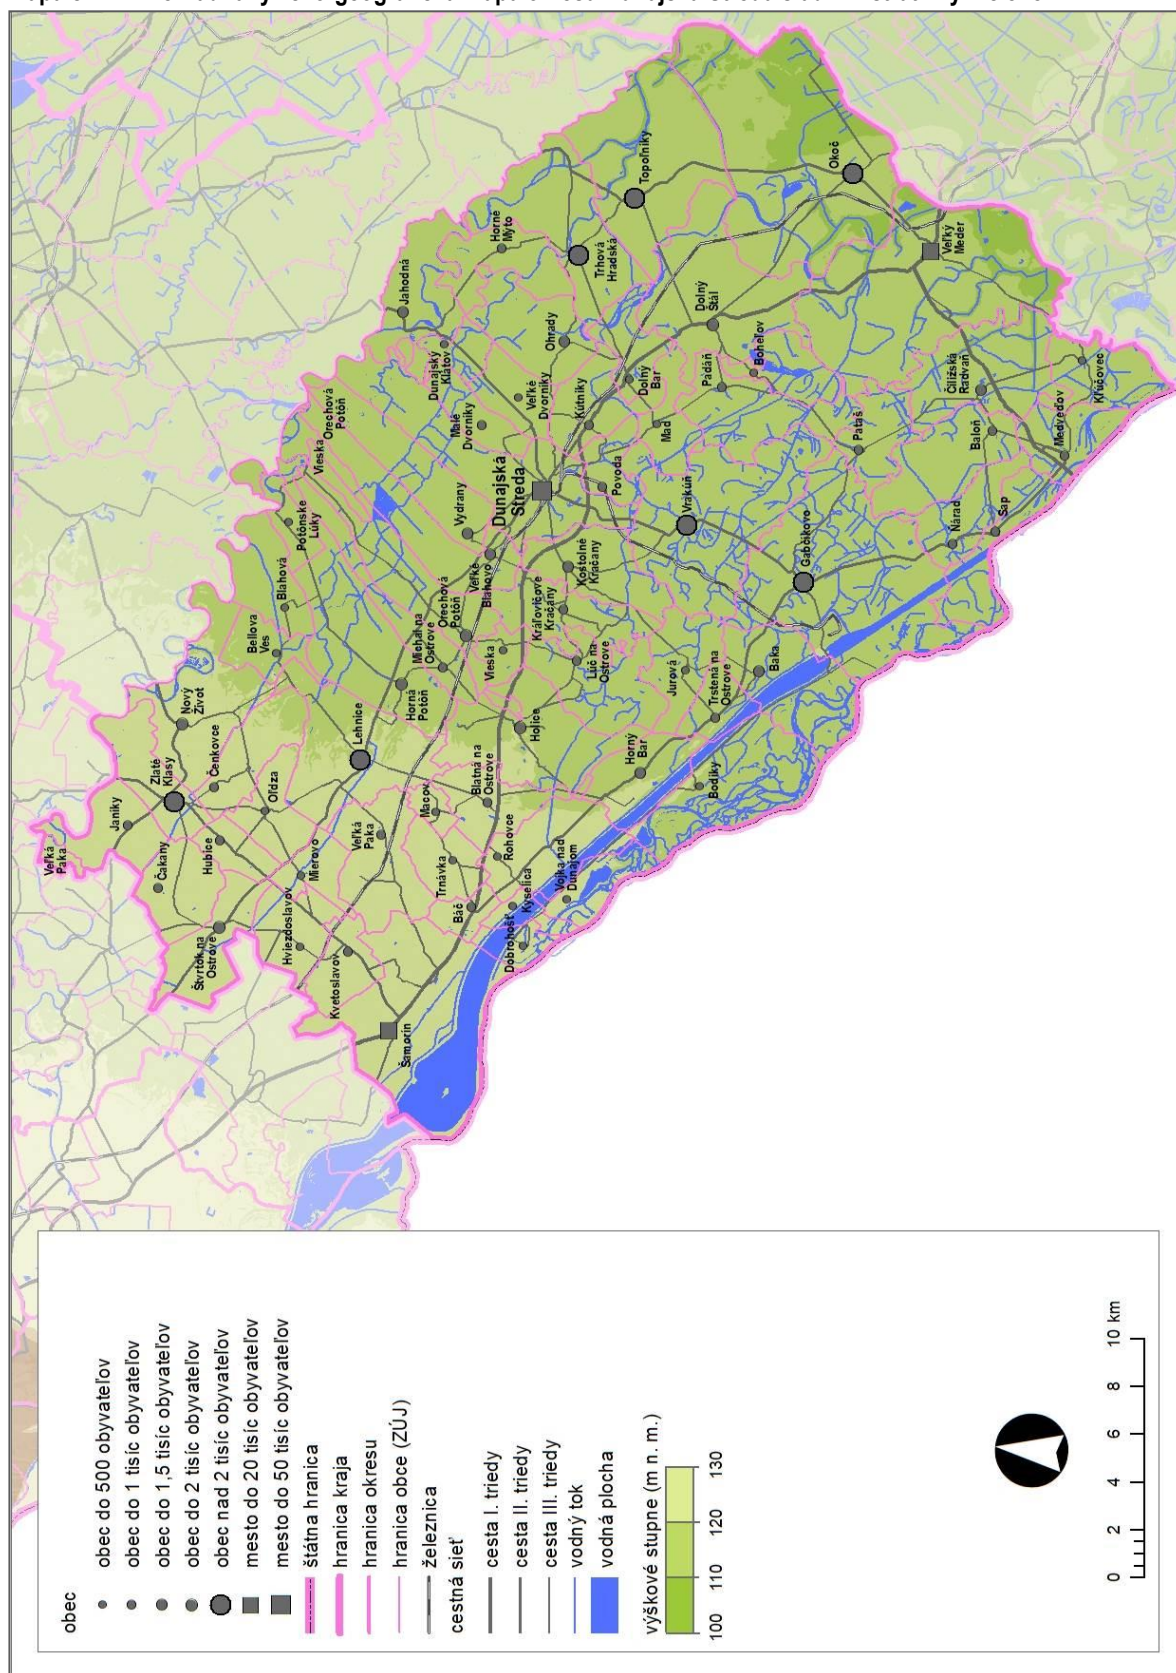 Veľká
Paka
Janíky
Zlaté
Klasy
Nový
Život
Čakany
Čenkovce
Hubice
Oľdza
Štvrtok na
Ostrove
Mierovo
Hviezdoslavov
Kvetoslavov
Šamorín
Lehnice
Bellova
Ves
Blahová
Potônske
Lúky
Vieska
Orechová
Potôň
Jahodná
Dunajský
Klátov
Horné
Mýto
Topoľníky
Trhová
Hradská
Okoč
Veľký
Meder
Ohrady
Veľké
Dvorníky
Malé
Dvorníky
Vydrany
Dunajská
Streda
Veľké
Blahovo
Orechová
Potôň
Michal na
Ostrove
Horná
Potôň
Vieska
Veľká
Paka
Macov
Blatná na
Ostrove
Trnávka
Báč
Rohovce
Kyselica
Dobrohošť
Vojka nad
Dunajom
Holice
Horný
Bar
Bodíky
Kráľovičove
Kračany
Kostolné
Kračany
Lúč na
Ostrove
Jurová
Trstená na
Ostrove
Baka
Gabčíkovo
Vrakúň
Povoda
Kútniky
Dolný
Bar
Mad
Dolný
Štál
Padáň
Boheľov
Pataš
Čiližská
Radvaň
Baloň
Kľúčovec
Medveďov
Ňárad
Sap
obec
obec do 500 obyvateľov
obec do 1 tisíc obyvateľov
obec do 1,5 tisíc obyvateľov
obec do 2 tisíc obyvateľov
obec nad 2 tisíc obyvateľov
mesto do 20 tisíc obyvateľov
mesto do 50 tisíc obyvateľov
štátna hranica
hranica kraja
hranica okresu
hranica obce (ZÚJ)
železnica
cestná sieť
cesta I. triedy
cesta II. triedy
cesta III. triedy
vodný tok
vodná plocha
výškové stupne (m n. m.)
100 110 120 130
0 2 4 6 8 10 km